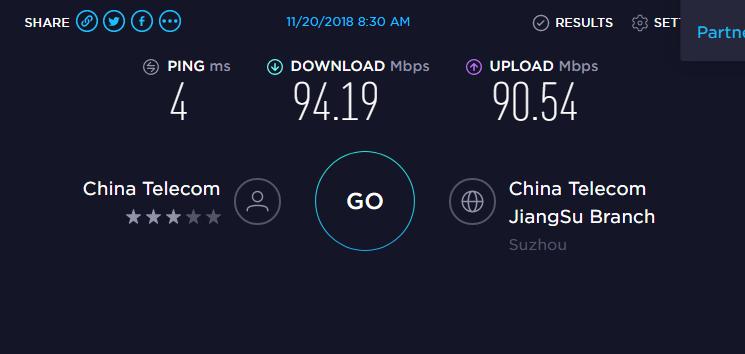 SHARE
11/20/2018 8:30 AM
RESULTS
PING ms
DOWNLOAD Mbps
UPLOAD Mbps
4
94.19
90.54
China Telecom
GO
China Telecom
JiangSu Branch
Suzhou